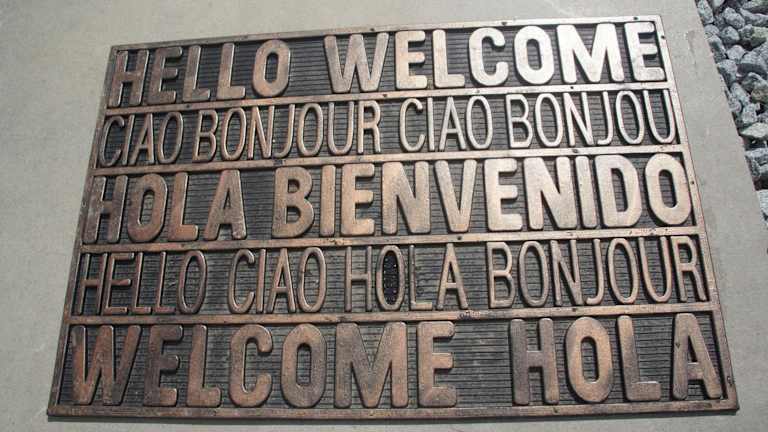 HELLO WELCOME
CIAO BONJOUR CIAO BONJOU
HOLA BIENVENIDO
HELLO CIAO HOLA BONJOUR
WELCOME HOLA